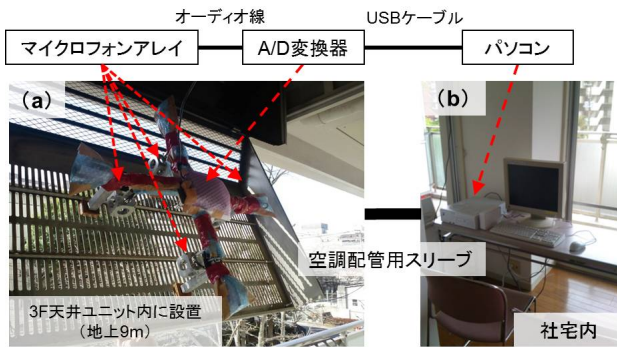 オーディオ線
USBケーブル
マイクロフォンアレイ
A/D変換器
パソコン
(a)
(b)
空調配管用スリーブ
3F天井ユニット内に設置
(地上9m)
社宅内